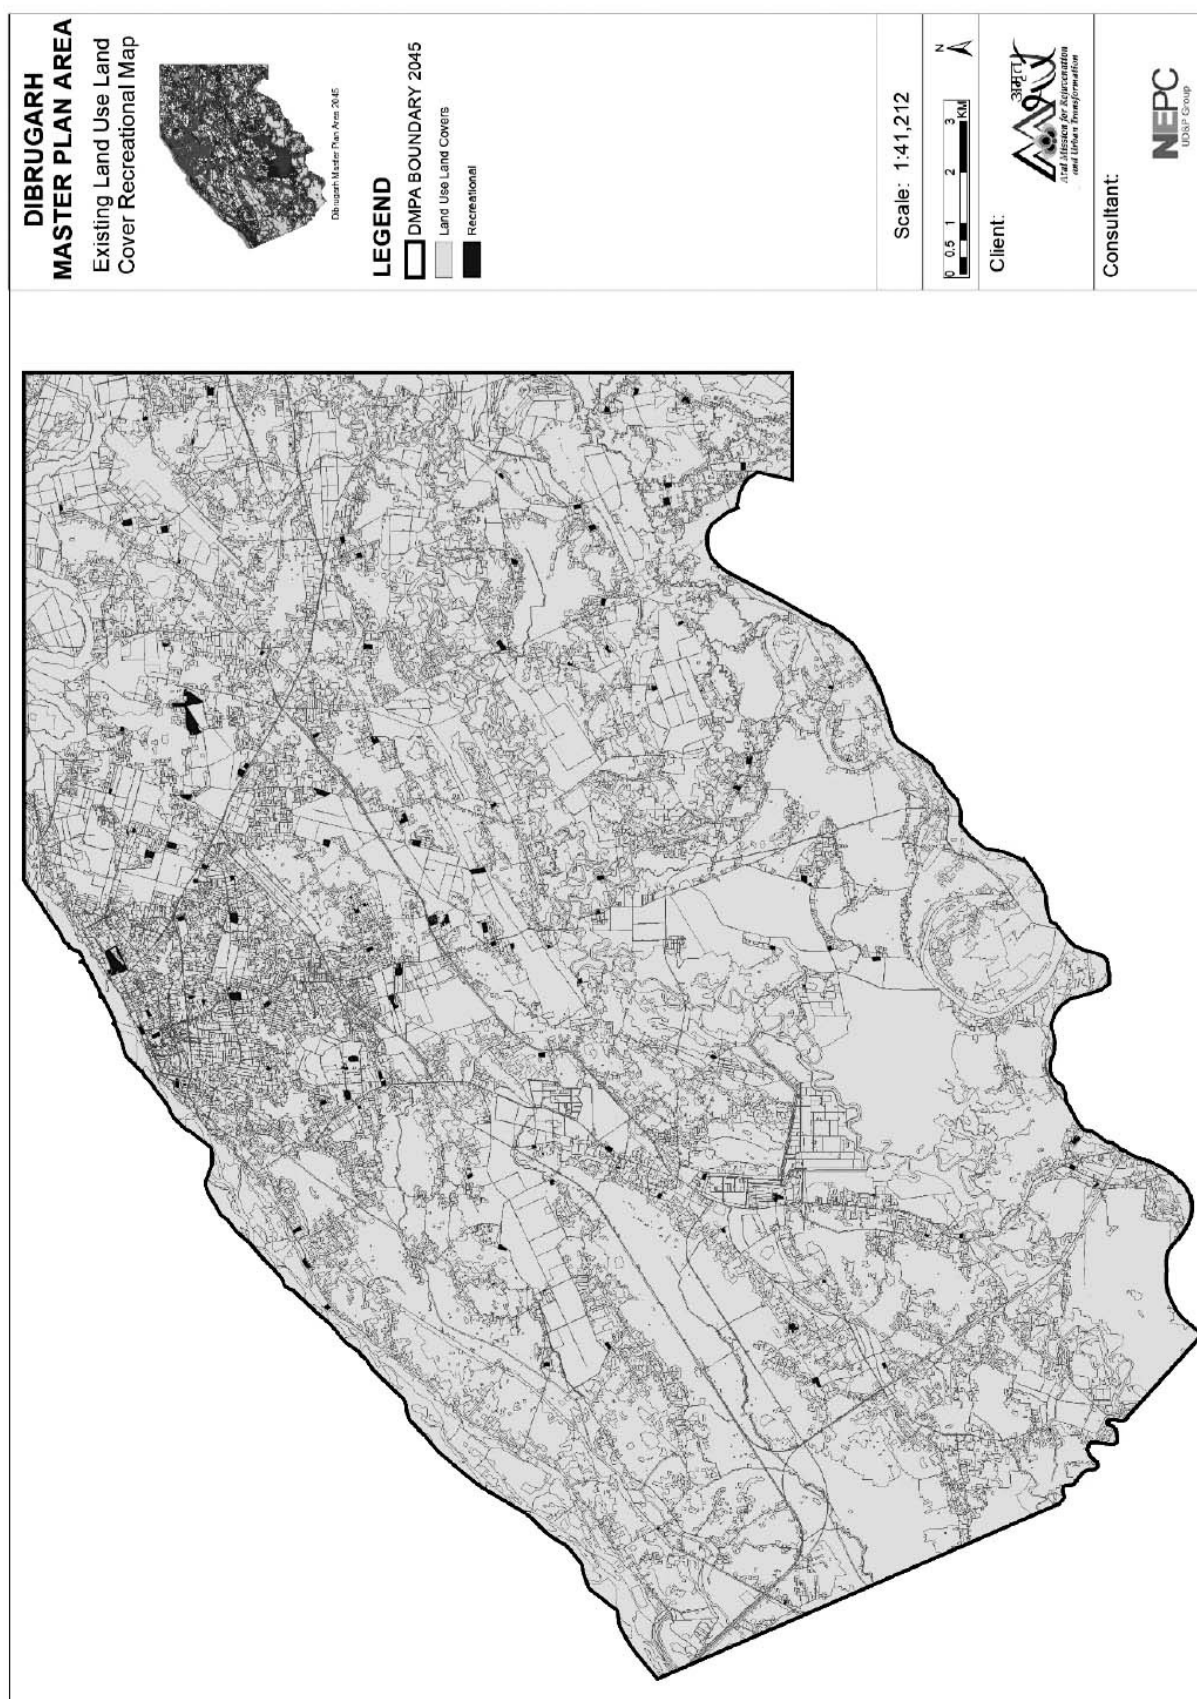 DIBRUGARH
MASTER PLAN AREA
Existing Land Use Land
Cover Recreational Map
Dibrugarh Master Plan Area 2045
LEGEND
DMPA BOUNDARY 2045
Land Use Land Covers
Recreational
Scale: 1:41,212
N
0 0.5 1 2 3
KM
Client:
अमृत
Atal Mission for Rejuvenation
and Urban Transformation
Consultant:
NEPC
UD&P Group